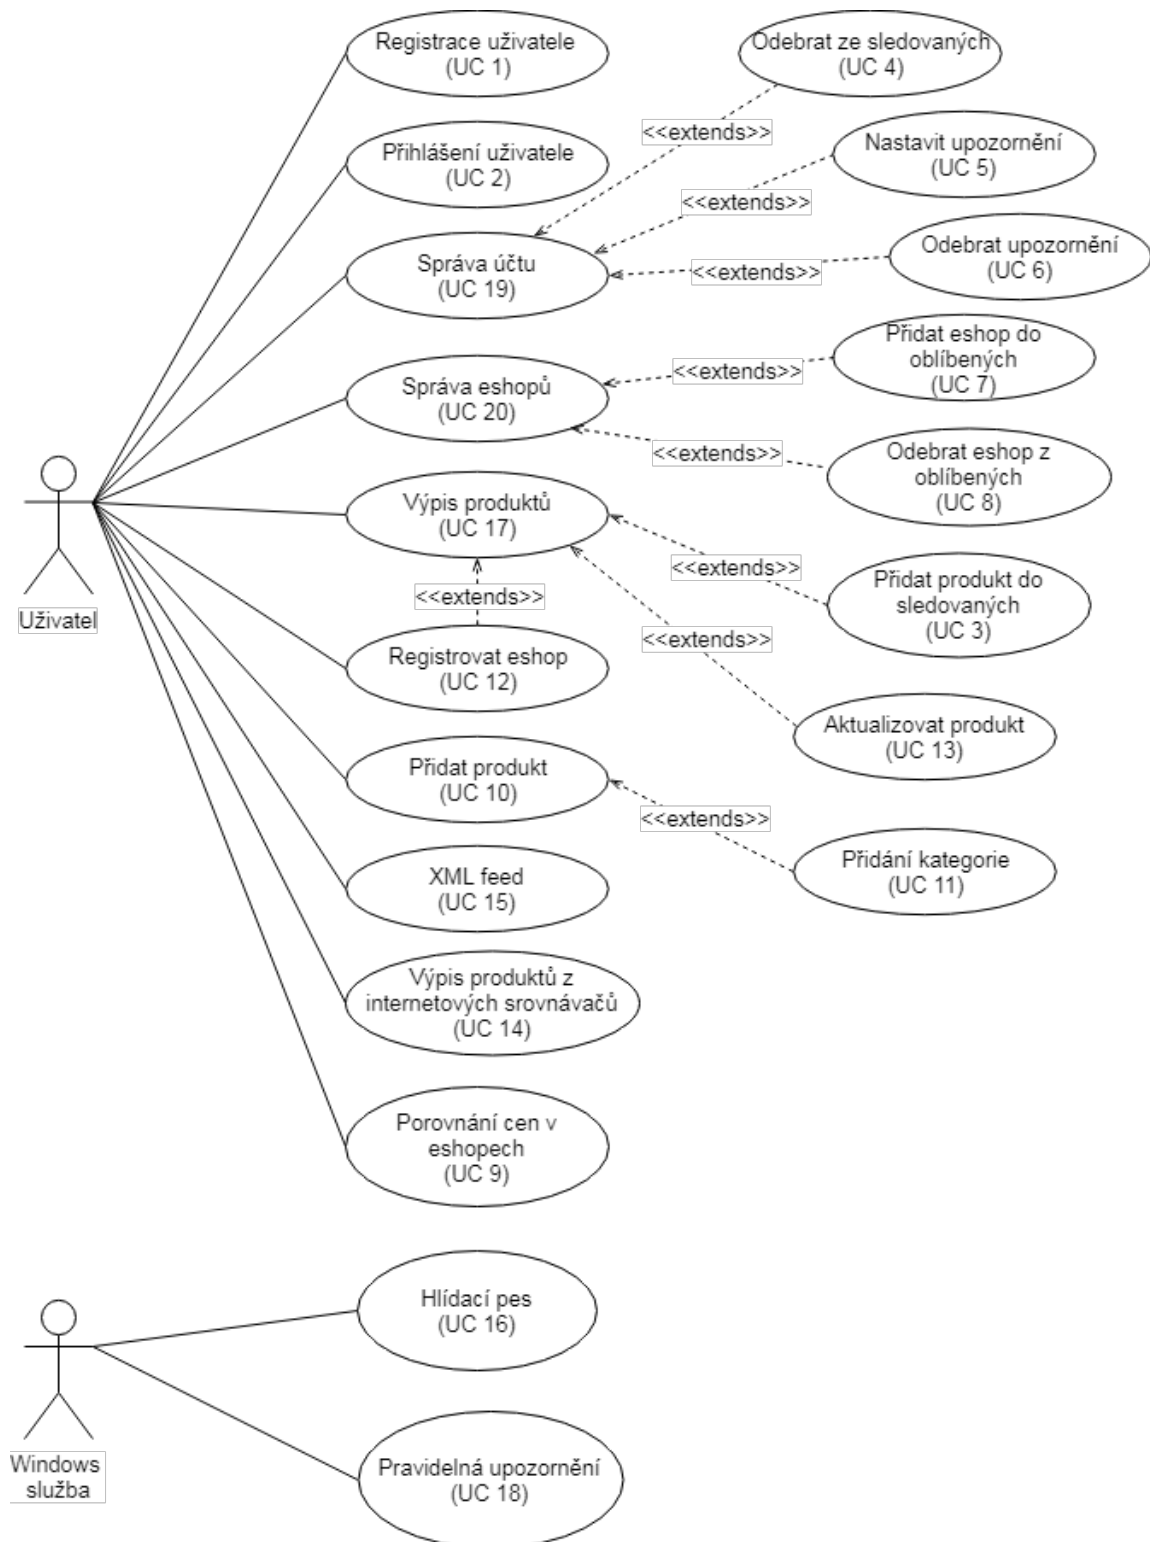 Registrace uživatele
(UC 1)
Odebrat ze sledovaných
(UC 4)
<<extends>>
Přihlášení uživatele
(UC 2)
Nastavit upozornění
(UC 5)
<<extends>>
Správa účtu
(UC 19)
<<extends>>
Odebrat upozornění
(UC 6)
Správa eshopů
(UC 20)
<<extends>>
Přidat eshop do
oblíbených
(UC 7)
<<extends>>
Odebrat eshop z
oblíbených
(UC 8)
Výpis produktů
(UC 17)
<<extends>>
Přidat produkt do
sledovaných
(UC 3)
<<extends>>
Uživatel
<<extends>>
Registrovat eshop
(UC 12)
Aktualizovat produkt
(UC 13)
Přidat produkt
(UC 10)
<<extends>>
Přidání kategorie
(UC 11)
XML feed
(UC 15)
Výpis produktů z
internetových srovnávačů
(UC 14)
Porovnání cen v
eshopech
(UC 9)
Hlídací pes
(UC 16)
Windows
služba
Pravidelná upozornění
(UC 18)